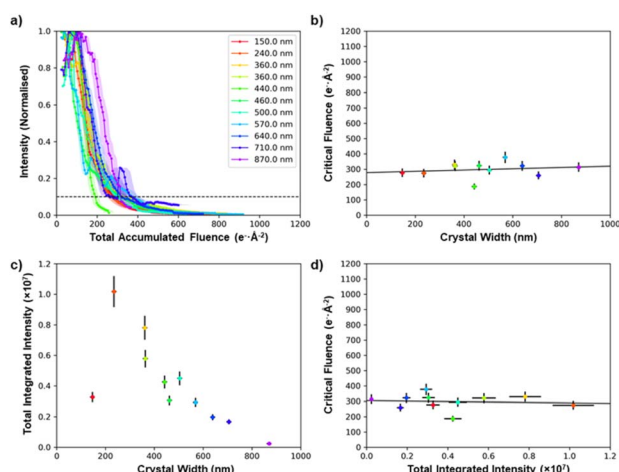 a)
Intensity (Normalised)
1.0
0.8
0.6
0.4
0.2
0.0
0 200 400 600 800 1000 1200
Total Accumulated Fluence (e⁻·Å⁻²)
150.0 nm
240.0 nm
360.0 nm
360.0 nm
440.0 nm
460.0 nm
500.0 nm
570.0 nm
640.0 nm
710.0 nm
870.0 nm
b)
Critical Fluence (e⁻·Å⁻²)
1200
1100
1000
900
800
700
600
500
400
300
200
100
0
0 200 400 600 800 1000
Crystal Width (nm)
c)
Total Integrated Intensity (×10⁷)
1.2
1.0
0.8
0.6
0.4
0.2
0.0
0 200 400 600 800 1000
Crystal Width (nm)
d)
Critical Fluence (e⁻·Å⁻²)
1200
1100
1000
900
800
700
600
500
400
300
200
100
0
0.0 0.2 0.4 0.6 0.8 1.0 1.2
Total Integrated Intensity (×10⁷)